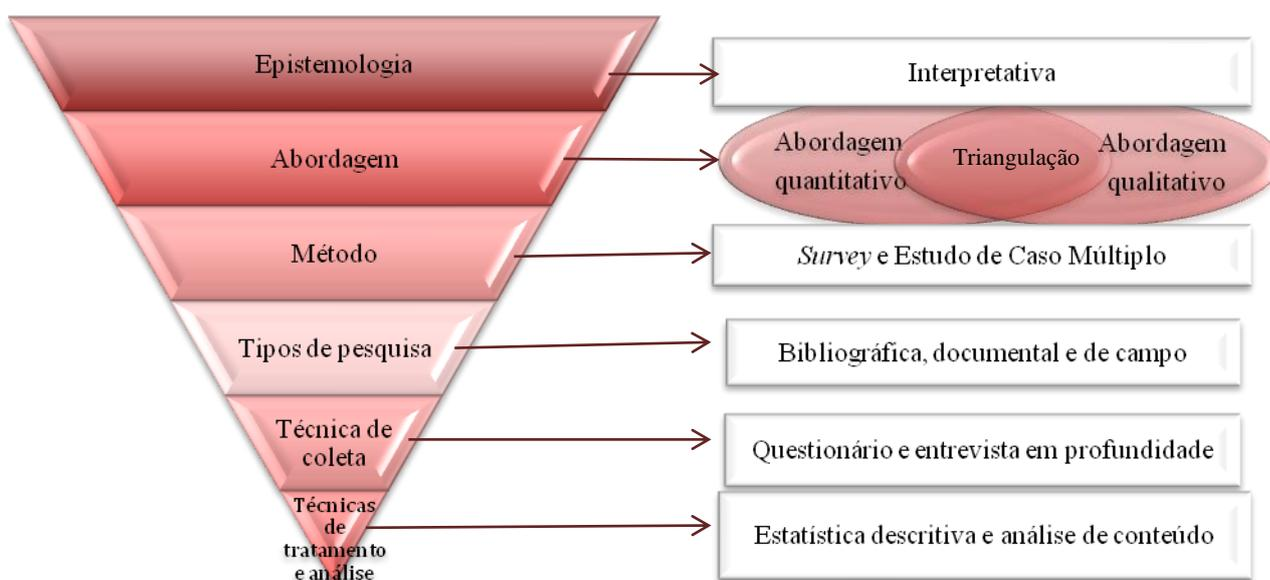 Epistemologia
Interpretativa
Abordagem
Abordagem
quantitativo
Triangulação
Abordagem
qualitativo
Método
Survey e Estudo de Caso Múltiplo
Tipos de pesquisa
Bibliográfica, documental e de campo
Técnica de
coleta
Questionário e entrevista em profundidade
Técnicas
de
tratamento
e análise
Estatística descritiva e análise de conteúdo